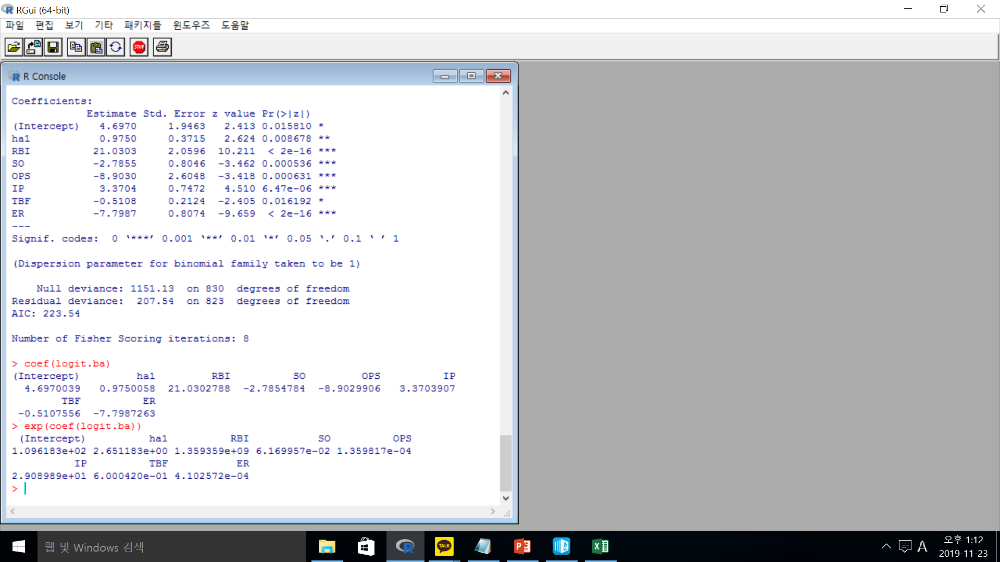 RGui (64-bit)
파일 편집 보기 기타 패키지들 윈도우즈 도움말
STOP
R Console
Coefficients:
Estimate Std. Error z value Pr(>|z|)
(Intercept) 4.6970 1.9463 2.413 0.015810 *
ha1 0.9750 0.3715 2.624 0.008678 **
RBI 21.0303 2.0596 10.211 < 2e-16 ***
SO -2.7855 0.8046 -3.462 0.000536 ***
OPS -8.9030 2.6048 -3.418 0.000631 ***
IP 3.3704 0.7472 4.510 6.47e-06 ***
TBF -0.5108 0.2124 -2.405 0.016192 *
ER -7.7987 0.8074 -9.659 < 2e-16 ***
---
Signif. codes: 0 ‘***’ 0.001 ‘**’ 0.01 ‘*’ 0.05 ‘.’ 0.1 ‘ ’ 1
(Dispersion parameter for binomial family taken to be 1)
Null deviance: 1151.13 on 830 degrees of freedom
Residual deviance: 207.54 on 823 degrees of freedom
AIC: 223.54
Number of Fisher Scoring iterations: 8
> coef(logit.ba)
(Intercept) ha1 RBI SO OPS IP
4.6970039 0.9750058 21.0302788 -2.7854784 -8.9029906 3.3703907
TBF ER
-0.5107556 -7.7987263
> exp(coef(logit.ba))
(Intercept) ha1 RBI SO OPS
1.096183e+02 2.651183e+00 1.359359e+09 6.169957e-02 1.359817e-04
IP TBF ER
2.908989e+01 6.000420e-01 4.102572e-04
>
웹 및 Windows 검색
TALK
A
오후 1:12
2019-11-23